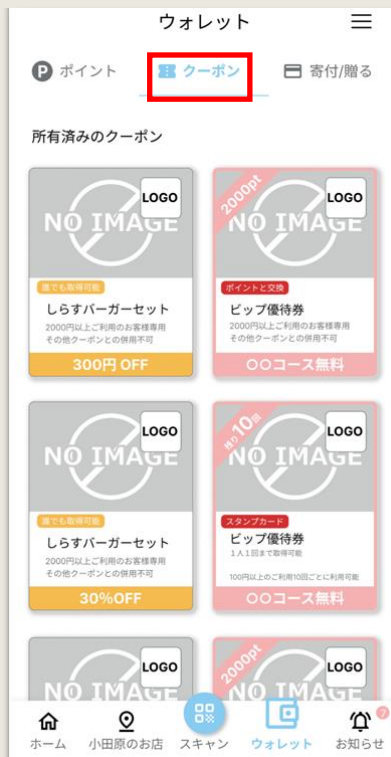 ウォレット
P ポイント
クーポン
寄付/贈る
所有済みのクーポン
NO IMAGE
LOGO
誰でも取得可能
しらすバーガーセット
2000円以上ご利用のお客様専用
その他クーポンとの併用不可
300円 OFF
2000pt
NO IMAGE
LOGO
ポイントと交換
ビップ優待券
2000円以上ご利用のお客様専用
その他クーポンとの併用不可
〇〇コース無料
NO IMAGE
LOGO
誰でも取得可能
しらすバーガーセット
2000円以上ご利用のお客様専用
その他クーポンとの併用不可
30%OFF
残り10回
NO IMAGE
LOGO
スタンプカード
ビップ優待券
1人1回まで取得可能
100円以上のご利用10回ごとに利用可能
〇〇コース無料
NO IMAGE
LOGO
2000pt
NO IMAGE
LOGO
ホーム
小田原のお店
スキャン
ウォレット
7
お知らせ